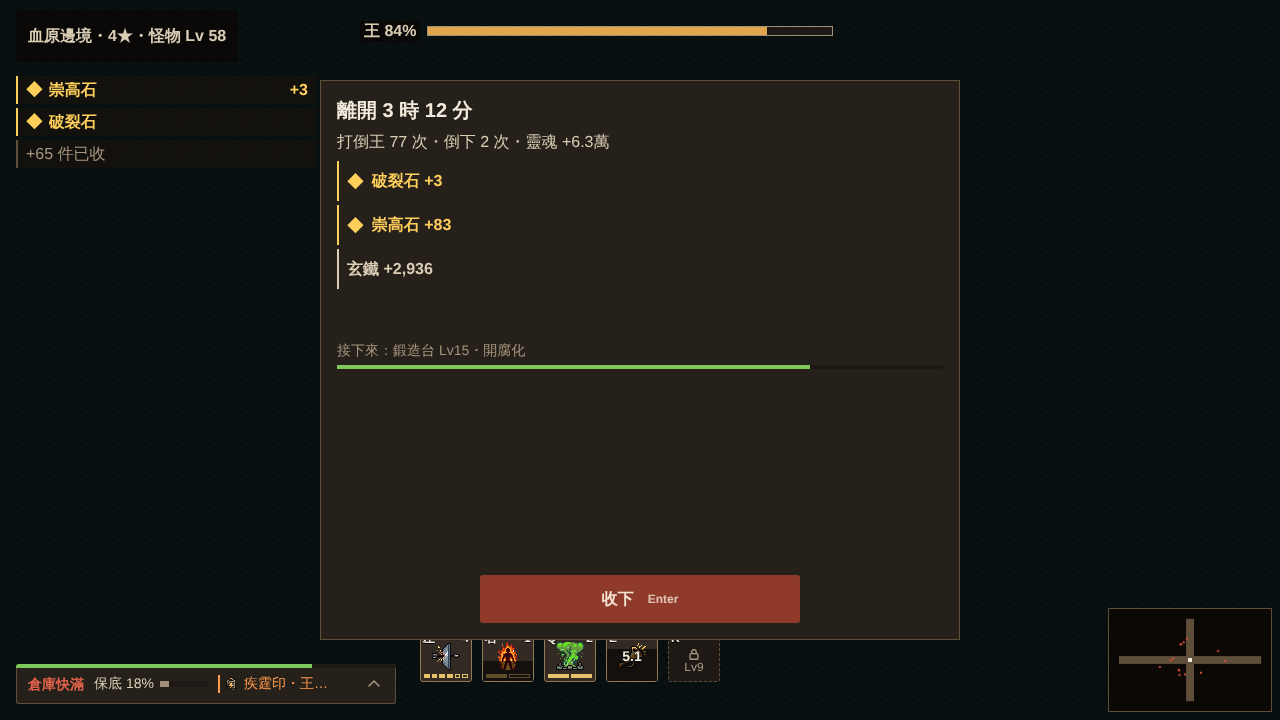 血原邊境・4★・怪物 Lv 58
王 84%
◆ 崇高石 +3
◆ 破裂石
+65 件已收
離開 3 時 12 分
打倒王 77 次・倒下 2 次・靈魂 +6.3萬
◆ 破裂石 +3
◆ 崇高石 +83
玄鐵 +2,936
接下來：鍛造台 Lv15・開腐化
收下 Enter
5.1
Lv9
倉庫快滿 保底 18% 疾霆印・王…